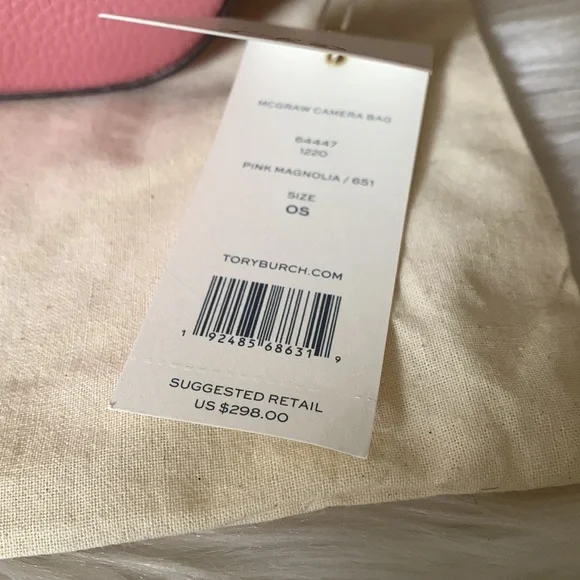 MCGRAW CAMERA BAG
64447
1220
PINK MAGNOLIA / 651
SIZE
OS
TORYBURCH.COM
1 92485 68631 9
SUGGESTED RETAIL
US $298.00